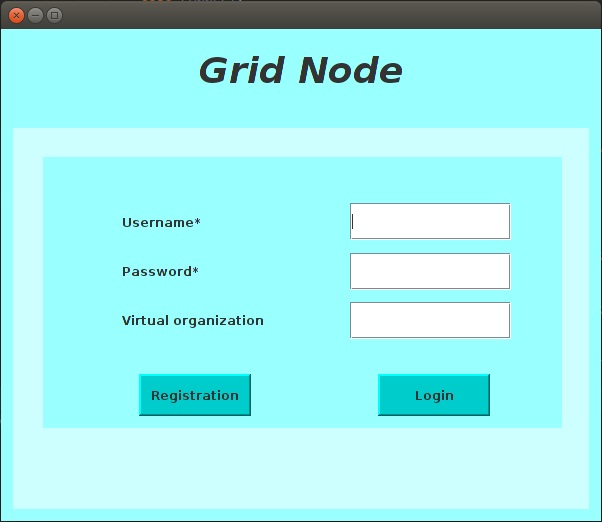 Grid Node
Username*
Password*
Virtual organization
Registration Login